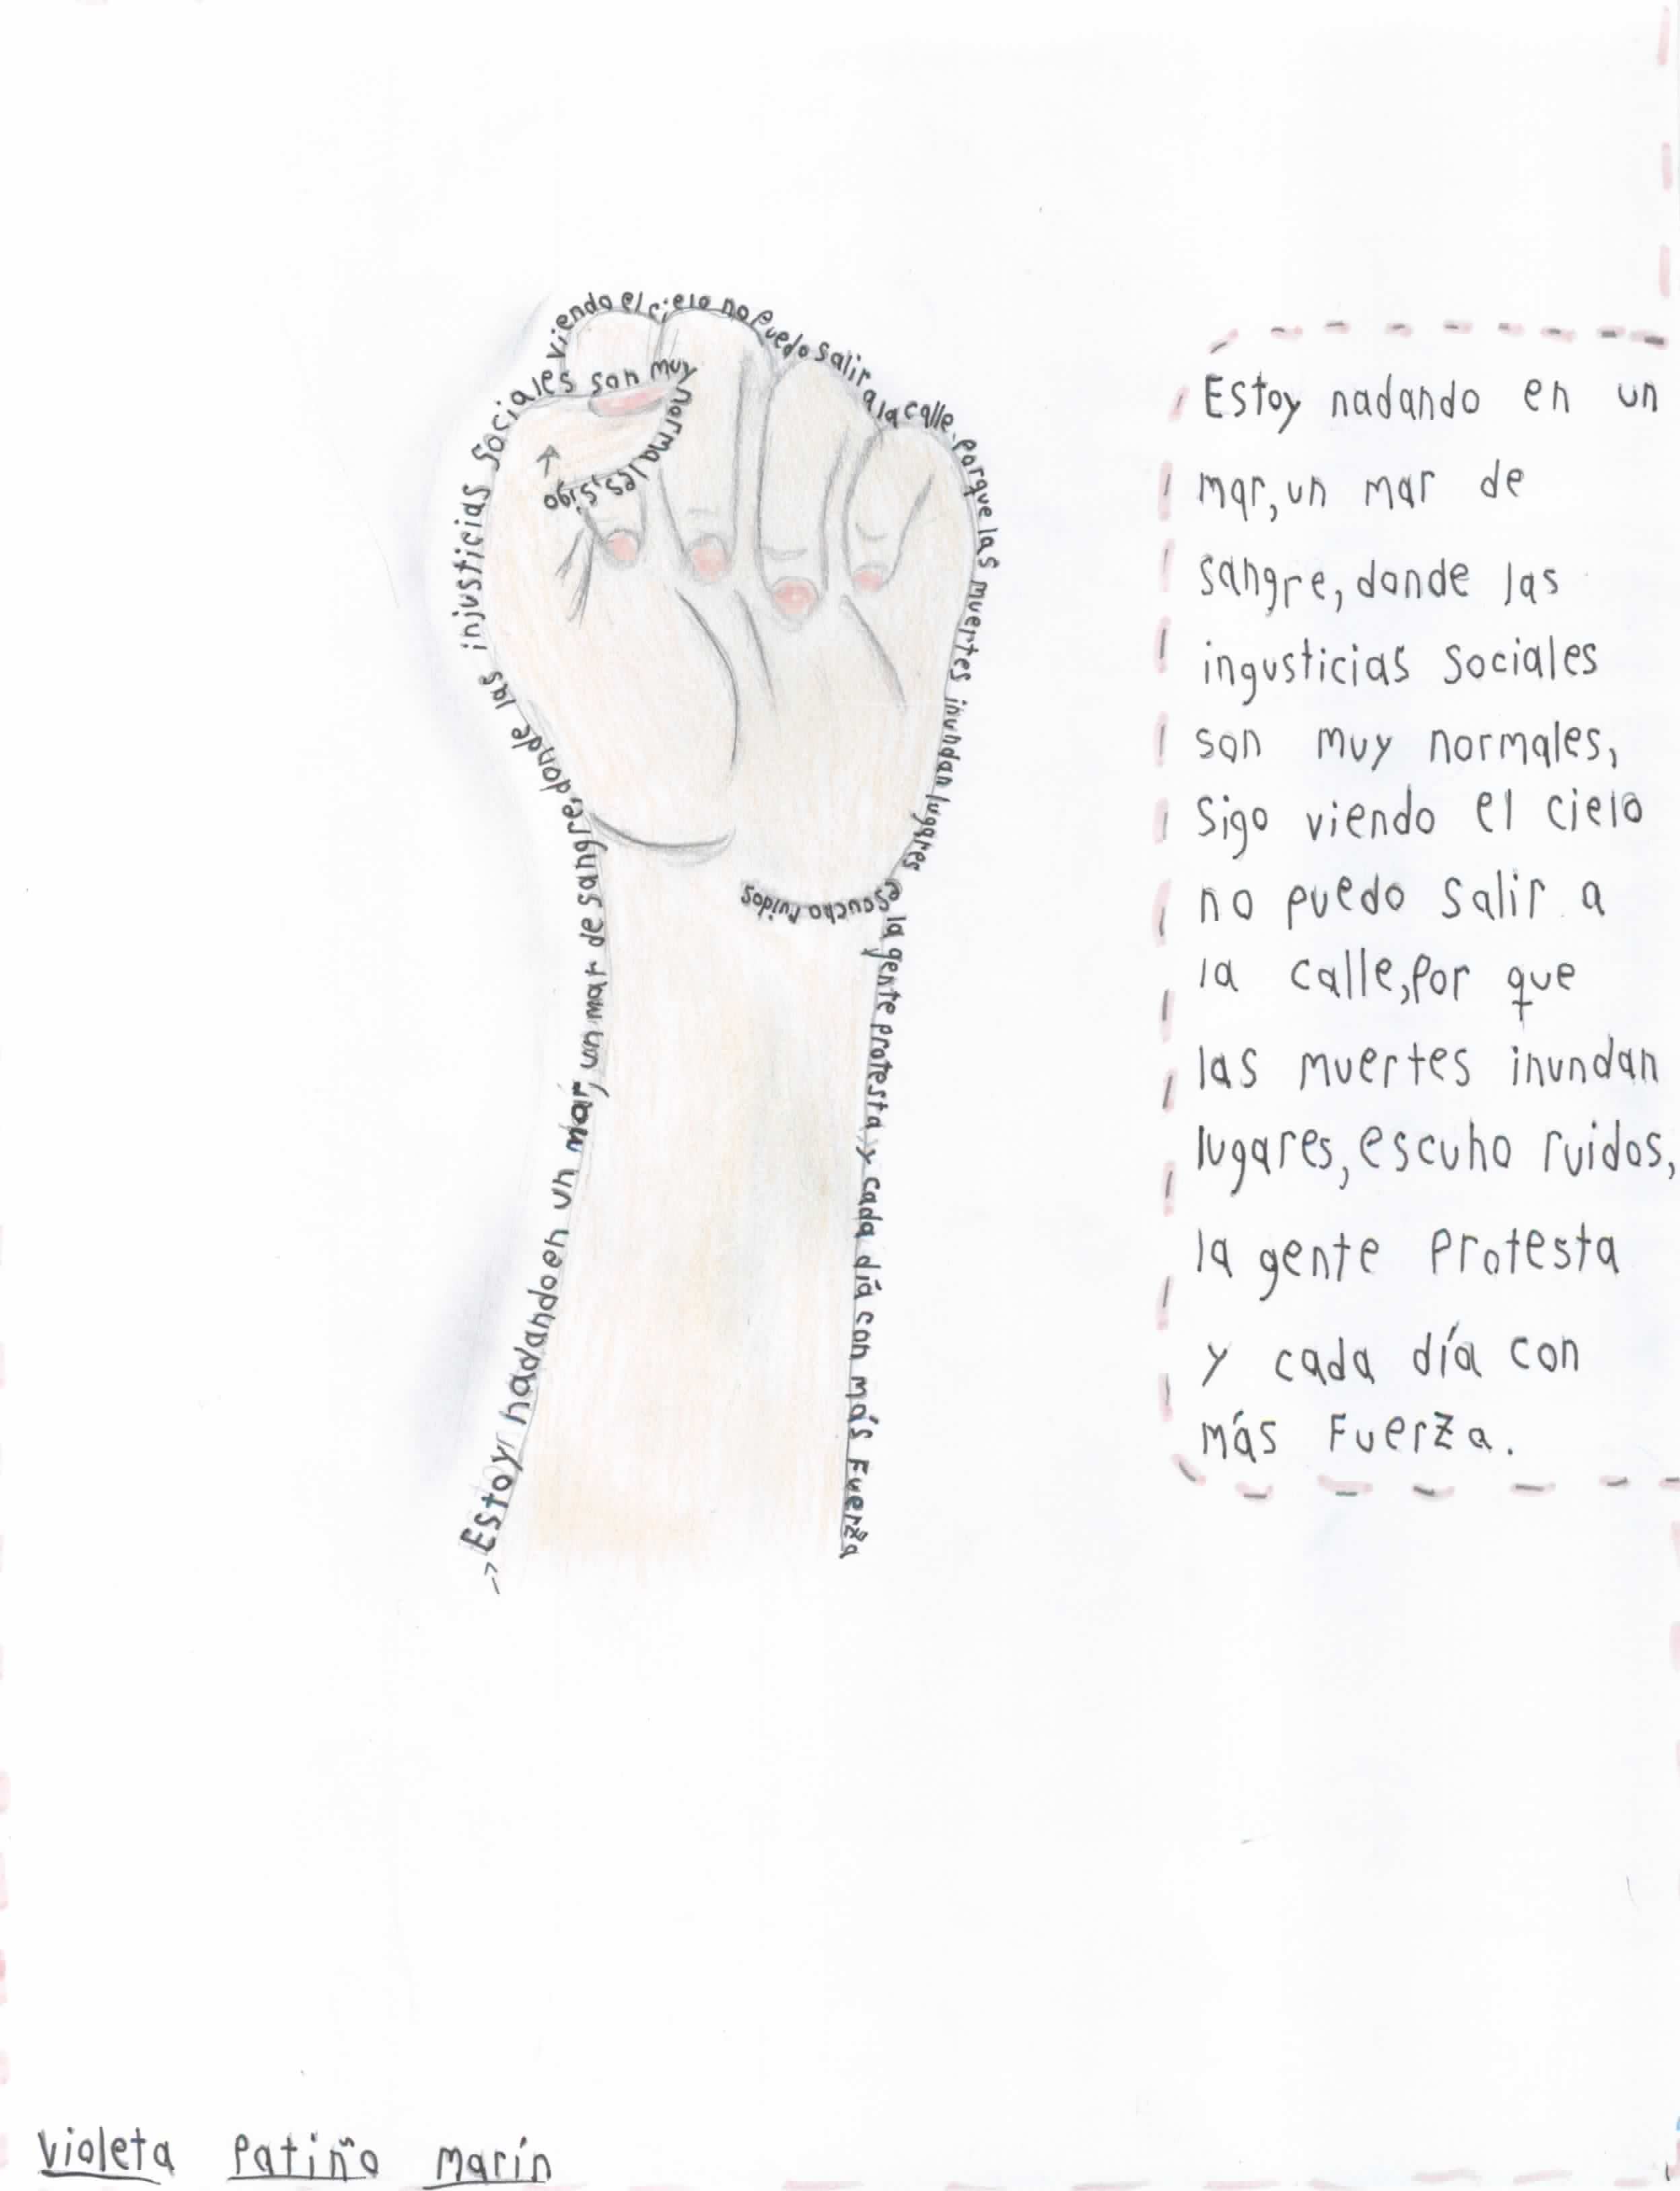 Estoy nadando en un mar, un mar de sangre, donde las injusticias sociales son muy normales, sigo viendo el cielo no puedo salir a la calle, porque las muertes inundan lugares escucho ruidos la gente protesta, y cada día con más fuerza
Estoy nadando en un
mar, un mar de
sangre, donde las
ingusticias sociales
son muy normales,
Sigo viendo el cielo
no puedo salir a
la calle, por que
las muertes inundan
lugares, escuho ruidos,
la gente protesta
y cada día con
más fuerza.
Violeta Patiño Marín